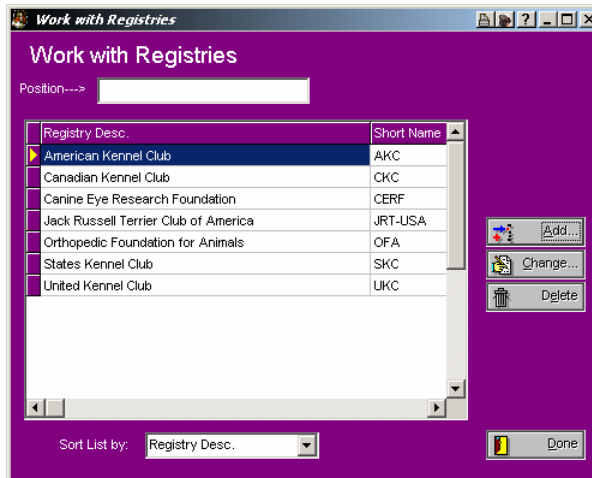 Work with Registries
Work with Registries
Position--->
Registry Desc. Short Name
American Kennel Club AKC
Canadian Kennel Club CKC
Canine Eye Research Foundation CERF
Jack Russell Terrier Club of America JRT-USA
Orthopedic Foundation for Animals OFA
States Kennel Club SKC
United Kennel Club UKC
Add...
Change...
Delete
Sort List by: Registry Desc.
Done